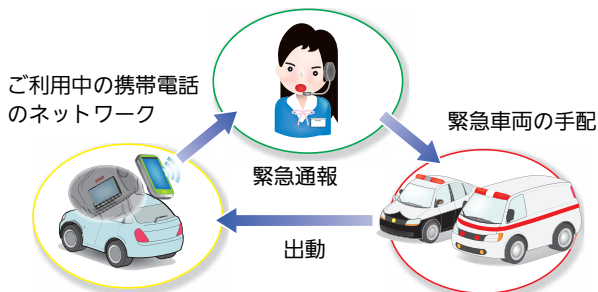 ご利用中の携帯電話
のネットワーク
緊急車両の手配
緊急通報
出動